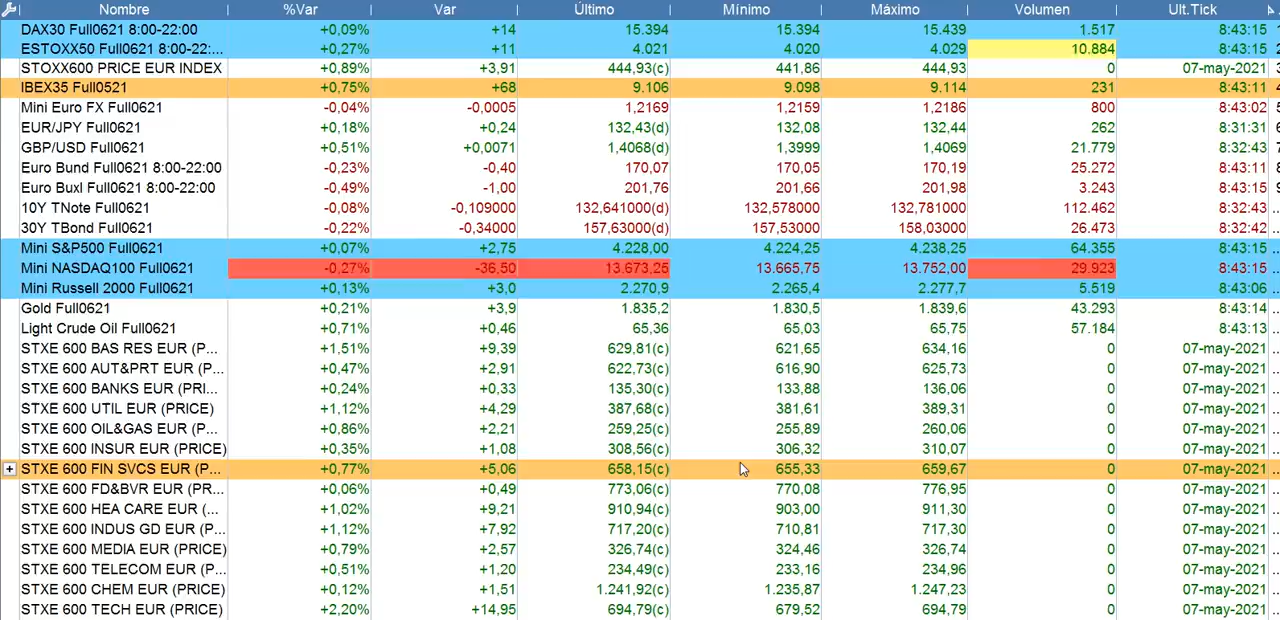 Nombre %Var Var Último Mínimo Máximo Volumen Ult.Tick
DAX30 Full0621 8:00-22:00 +0,09% +14 15.394 15.394 15.439 1.517 8:43:15
ESTOXX50 Full0621 8:00-22:... +0,27% +11 4.021 4.020 4.029 10.884 8:43:15
STOXX600 PRICE EUR INDEX +0,89% +3,91 444,93(c) 441,86 444,93 0 07-may-2021
IBEX35 Full0521 +0,75% +68 9.106 9.098 9.114 231 8:43:11
Mini Euro FX Full0621 -0,04% -0,0005 1,2169 1,2159 1,2186 800 8:43:02
EUR/JPY Full0621 +0,18% +0,24 132,43(d) 132,08 132,44 262 8:31:31
GBP/USD Full0621 +0,51% +0,0071 1,4068(d) 1,3999 1,4069 21.779 8:32:43
Euro Bund Full0621 8:00-22:00 -0,23% -0,40 170,07 170,05 170,19 25.272 8:43:11
Euro Buxl Full0621 8:00-22:00 -0,49% -1,00 201,76 201,66 201,98 3.243 8:43:15
10Y TNote Full0621 -0,08% -0,109000 132,641000(d) 132,578000 132,781000 112.462 8:32:43
30Y TBond Full0621 -0,22% -0,34000 157,63000(d) 157,53000 158,03000 26.473 8:32:42
Mini S&P500 Full0621 +0,07% +2,75 4.228,00 4.224,25 4.238,25 64.355 8:43:15
Mini NASDAQ100 Full0621 -0,27% -36,50 13.673,25 13.665,75 13.752,00 29.923 8:43:15
Mini Russell 2000 Full0621 +0,13% +3,0 2.270,9 2.265,4 2.277,7 5.519 8:43:06
Gold Full0621 +0,21% +3,9 1.835,2 1.830,5 1.839,6 43.293 8:43:14
Light Crude Oil Full0621 +0,71% +0,46 65,36 65,03 65,75 57.184 8:43:13
STXE 600 BAS RES EUR (P... +1,51% +9,39 629,81(c) 621,65 634,16 0 07-may-2021
STXE 600 AUT&PRT EUR (P... +0,47% +2,91 622,73(c) 616,90 625,73 0 07-may-2021
STXE 600 BANKS EUR (PRI... +0,24% +0,33 135,30(c) 133,88 136,06 0 07-may-2021
STXE 600 UTIL EUR (PRICE) +1,12% +4,29 387,68(c) 381,61 389,31 0 07-may-2021
STXE 600 OIL&GAS EUR (P... +0,86% +2,21 259,25(c) 255,89 260,06 0 07-may-2021
STXE 600 INSUR EUR (PRICE) +0,35% +1,08 308,56(c) 306,32 310,07 0 07-may-2021
STXE 600 FIN SVCS EUR (P... +0,77% +5,06 658,15(c) 655,33 659,67 0 07-may-2021
STXE 600 FD&BVR EUR (PR... +0,06% +0,49 773,06(c) 770,08 776,95 0 07-may-2021
STXE 600 HEA CARE EUR (... +1,02% +9,21 910,94(c) 903,00 911,30 0 07-may-2021
STXE 600 INDUS GD EUR (P... +1,12% +7,92 717,20(c) 710,81 717,30 0 07-may-2021
STXE 600 MEDIA EUR (PRICE) +0,79% +2,57 326,74(c) 324,46 326,74 0 07-may-2021
STXE 600 TELECOM EUR (P... +0,51% +1,20 234,49(c) 233,16 234,96 0 07-may-2021
STXE 600 CHEM EUR (PRICE) +0,12% +1,51 1.241,92(c) 1.235,87 1.247,23 0 07-may-2021
STXE 600 TECH EUR (PRICE) +2,20% +14,95 694,79(c) 679,52 694,79 0 07-may-2021